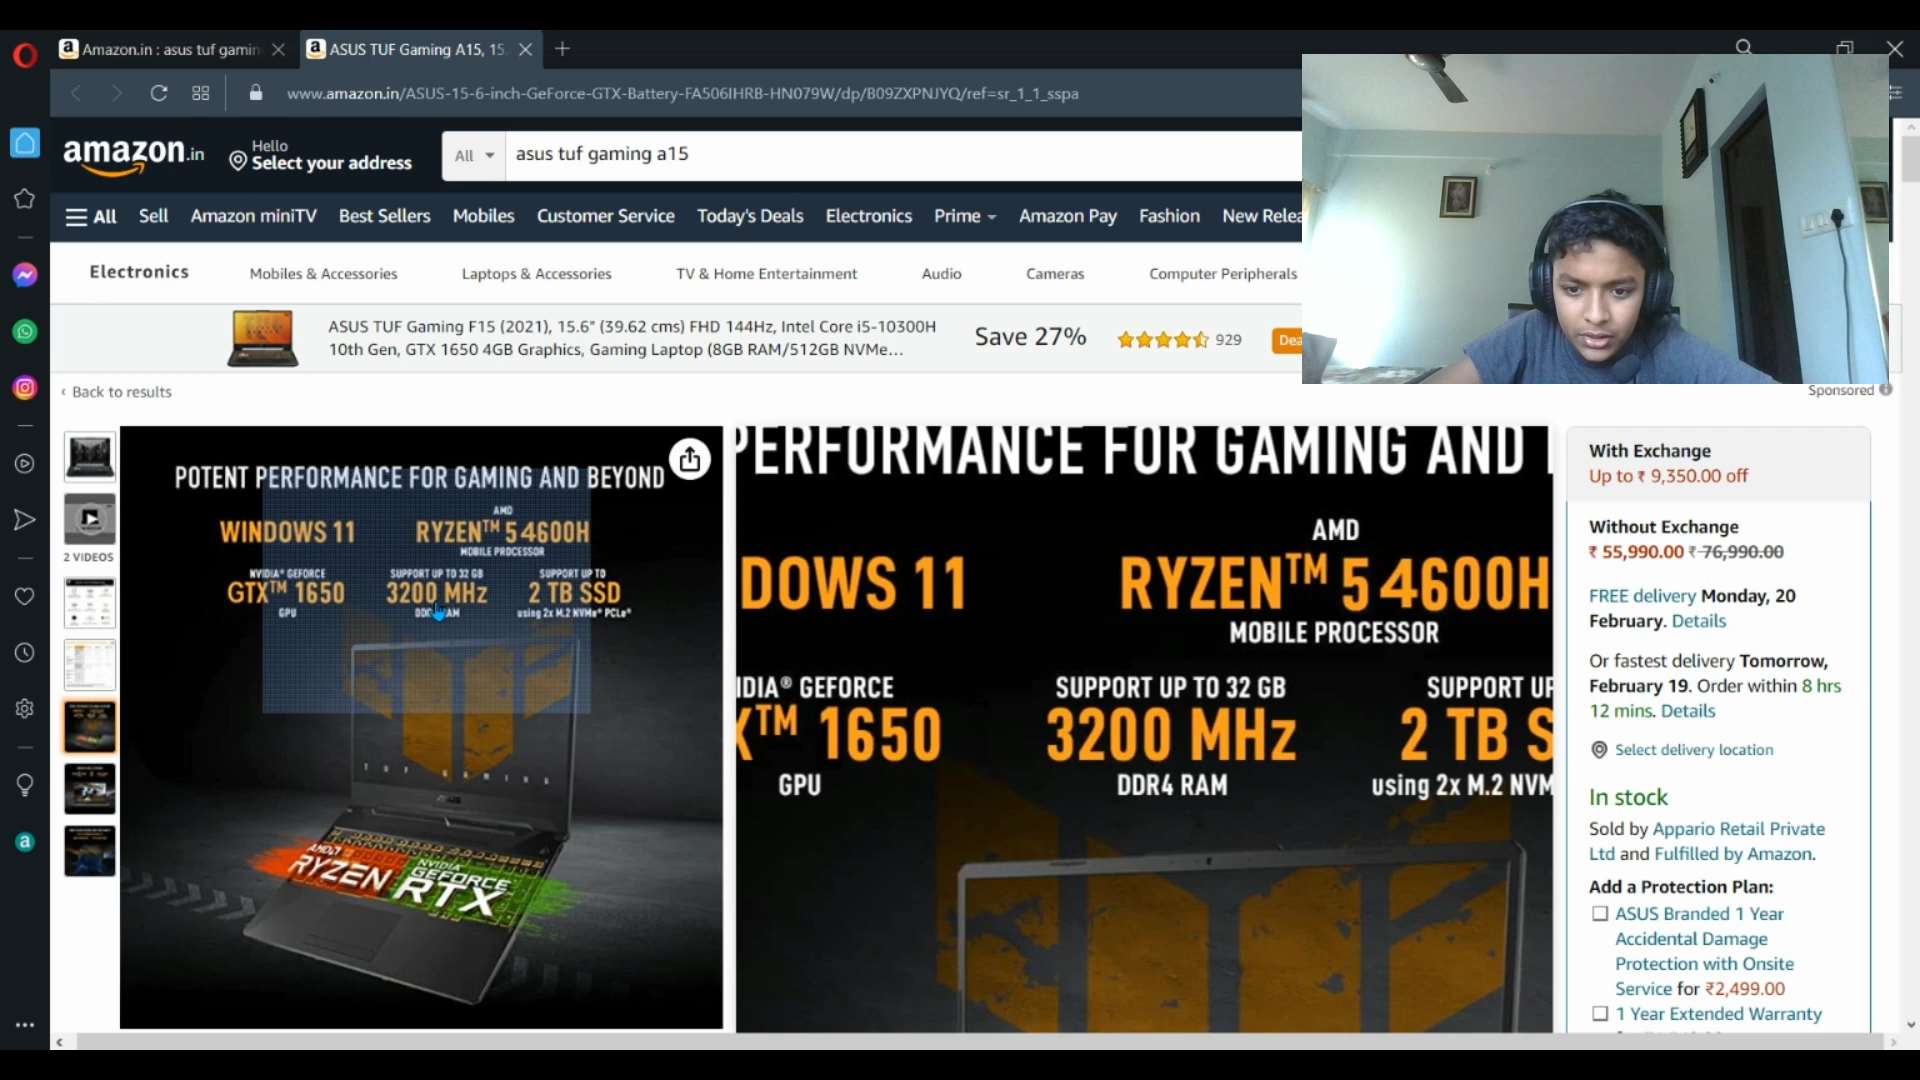 Amazon.in : asus tuf gamin
ASUS TUF Gaming A15, 15.
www.amazon.in/ASUS-15-6-inch-GeForce-GTX-Battery-FA506IHRB-HN079W/dp/B09ZXPNJYQ/ref=sr_1_1_sspa
amazon.in
Hello
Select your address
All
asus tuf gaming a15
All Sell Amazon miniTV Best Sellers Mobiles Customer Service Today's Deals Electronics Prime Amazon Pay Fashion New Relea
Electronics Mobiles & Accessories Laptops & Accessories TV & Home Entertainment Audio Cameras Computer Peripherals
ASUS TUF Gaming F15 (2021), 15.6" (39.62 cms) FHD 144Hz, Intel Core i5-10300H
10th Gen, GTX 1650 4GB Graphics, Gaming Laptop (8GB RAM/512GB NVMe...
Save 27%
929
Dea
Sponsored
‹ Back to results
2 VIDEOS
POTENT PERFORMANCE FOR GAMING AND BEYOND
WINDOWS 11
AMD
RYZEN™ 5 4600H
MOBILE PROCESSOR
NVIDIA® GEFORCE
GTX™ 1650
GPU
SUPPORT UP TO 32 GB
3200 MHz
DDR4 RAM
SUPPORT UP TO
2 TB SSD
using 2x M.2 NVMe® PCLe®
TUF GAMING
ASUS
AMD
RYZEN
NVIDIA
GEFORCE
RTX
PERFORMANCE FOR GAMING AND
DOWS 11
AMD
RYZEN™ 5 4600H
MOBILE PROCESSOR
IDIA® GEFORCE
X™ 1650
GPU
SUPPORT UP TO 32 GB
3200 MHz
DDR4 RAM
SUPPORT UP
2 TB S
using 2x M.2 NVM
With Exchange
Up to ₹ 9,350.00 off
Without Exchange
₹ 55,990.00 ₹ 76,990.00
FREE delivery Monday, 20
February. Details
Or fastest delivery Tomorrow,
February 19. Order within 8 hrs
12 mins. Details
Select delivery location
In stock
Sold by Appario Retail Private
Ltd and Fulfilled by Amazon.
Add a Protection Plan:
ASUS Branded 1 Year
Accidental Damage
Protection with Onsite
Service for ₹2,499.00
1 Year Extended Warranty